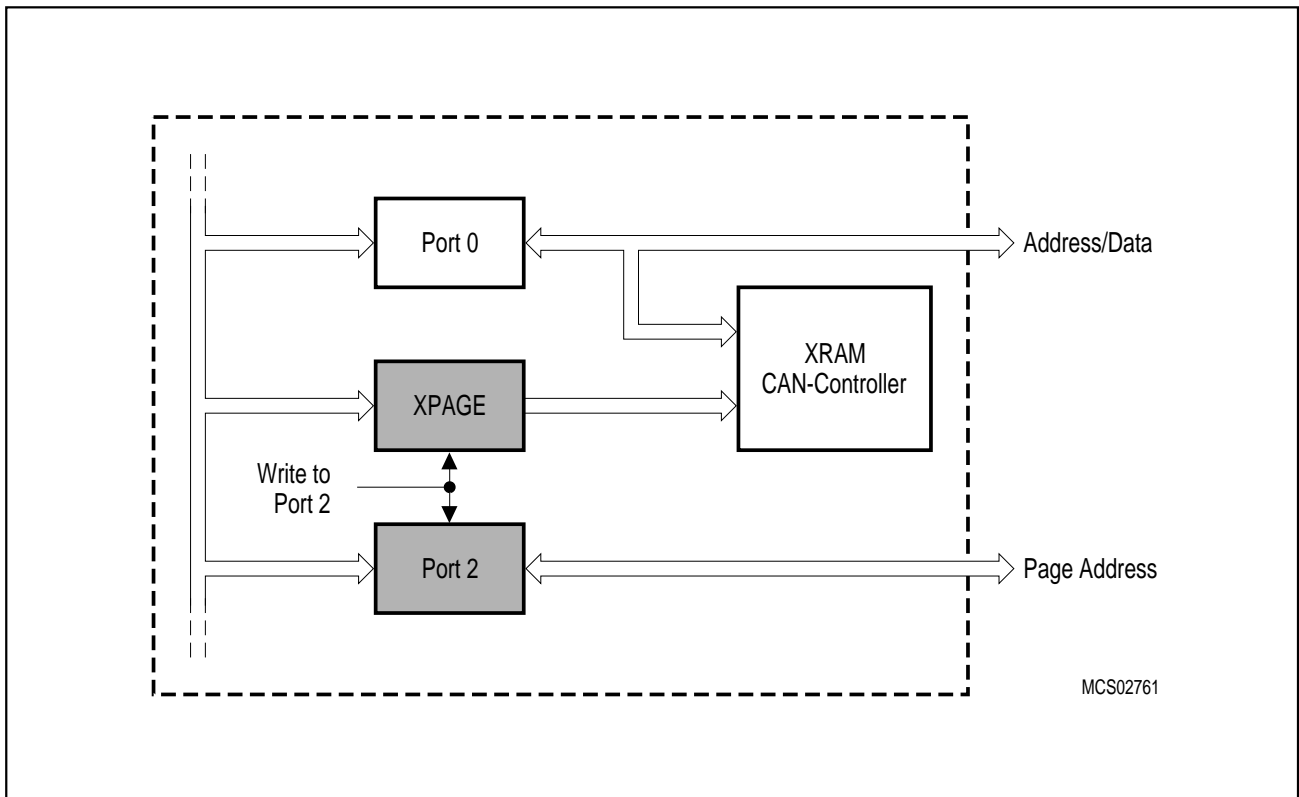 Port 0
Address/Data
XRAM
CAN-Controller
XPAGE
Write to
Port 2
Port 2
Page Address
MCS02761